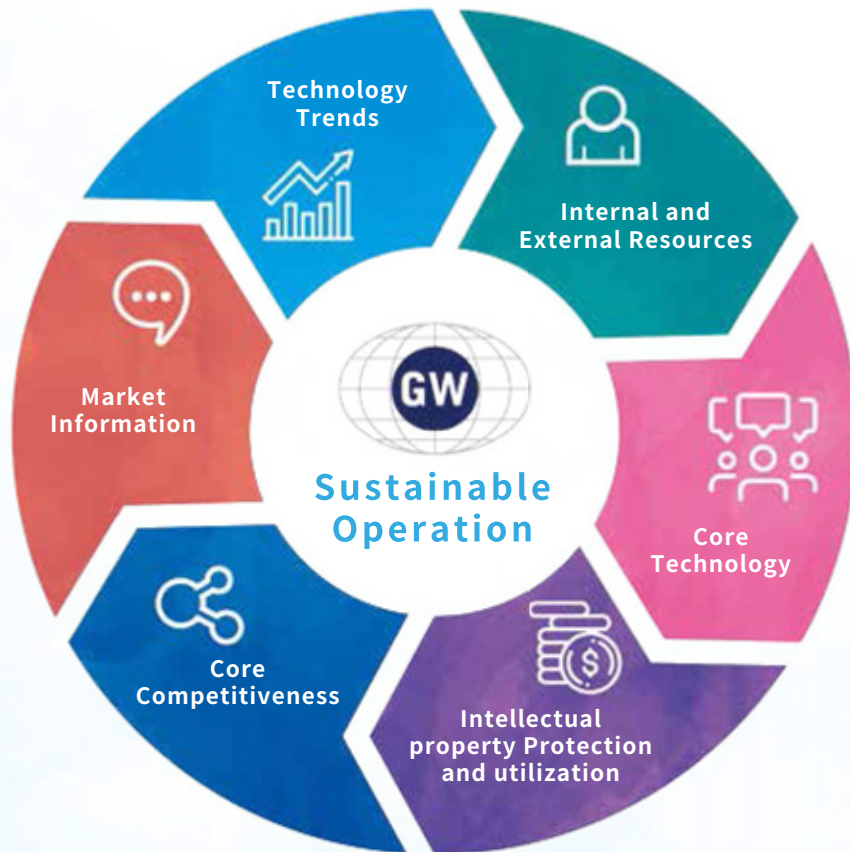 Technology
Trends
Internal and
External Resources
Core
Technology
Intellectual
property Protection
and utilization
$
Core
Competitiveness
Market
Information
GW
Sustainable
Operation